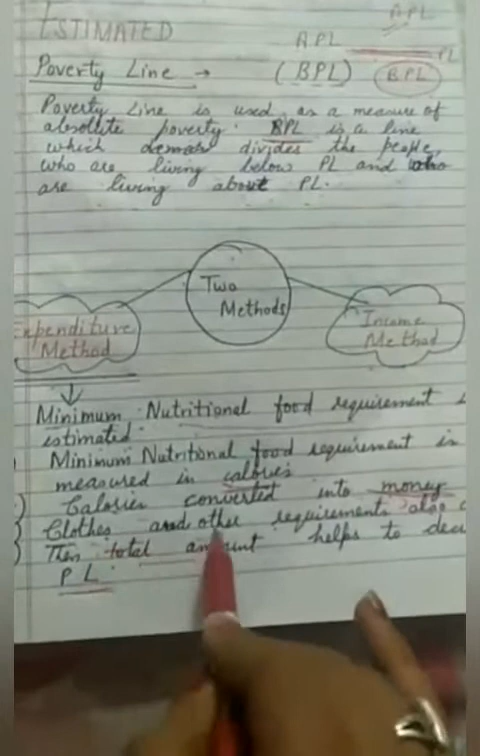 ESTIMATED
APL
APL
PL
Poverty Line → (BPL) BPL
Poverty Line is used as a measure of
absollte poverty. BPL is a line
which divides the people,
who are living below PL and who
are living about PL.
Two
Methods
Expenditure
Method
Income
Method
Minimum Nutritional food requirement is
estimated.
Minimum Nutritional food requirement is
measured in calories
Calories converted into money
Clothes and other requirements also
Then total amount helps to
PL.